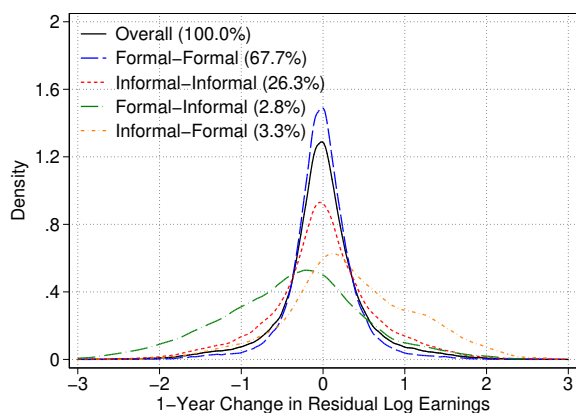 2
Overall (100.0%)
Formal−Formal (67.7%)
1.6
Informal−Informal (26.3%)
Formal−Informal (2.8%)
Informal−Formal (3.3%)
1.2
Density
.8
.4
0
−3 −2 −1 0 1 2 3
1−Year Change in Residual Log Earnings